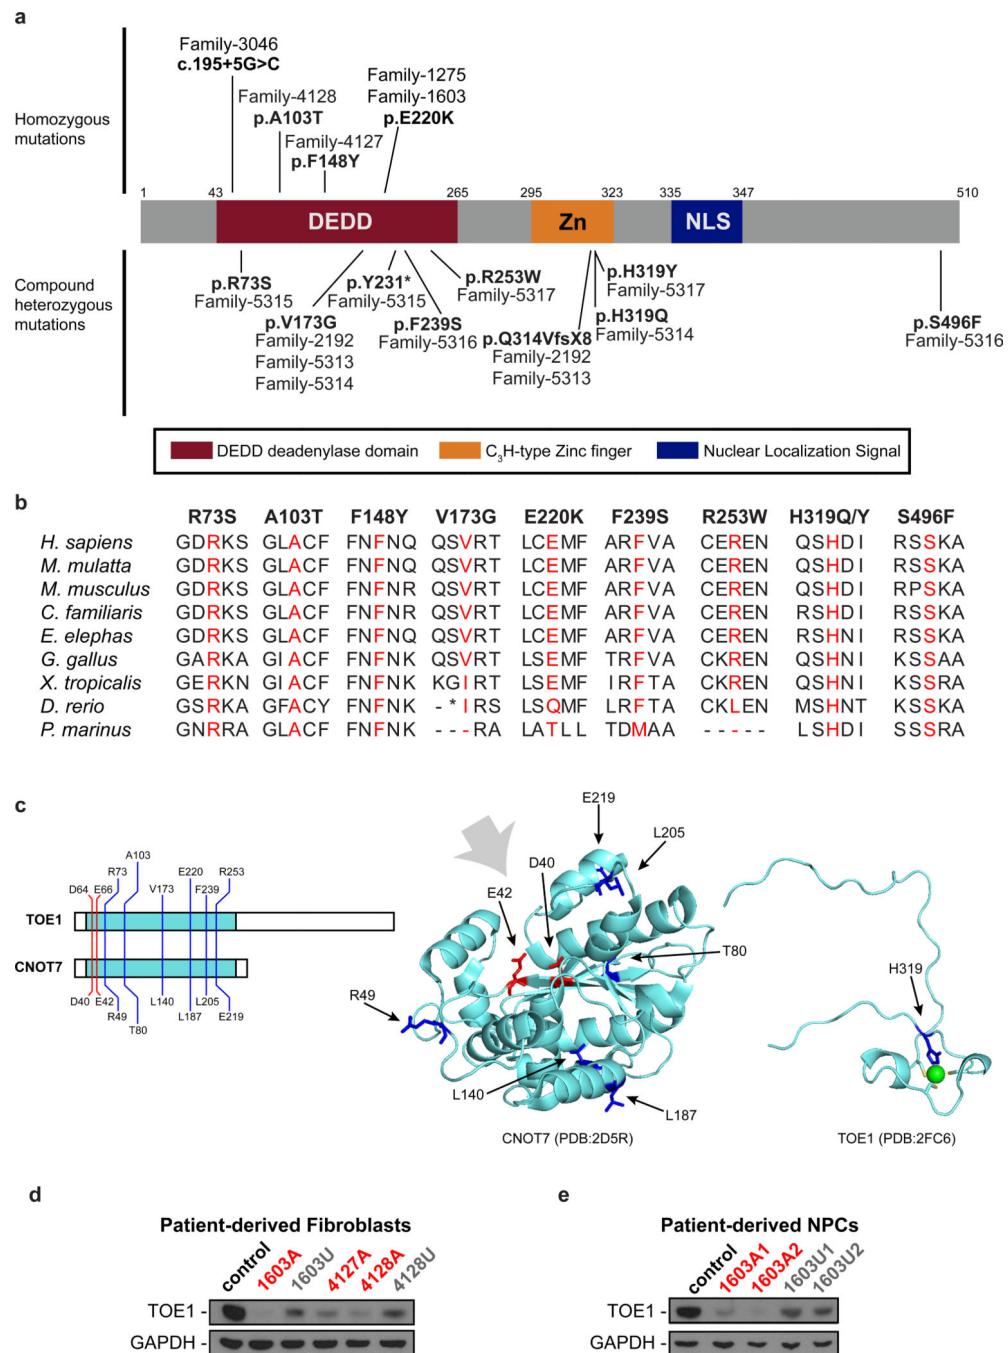 a
Homozygous
mutations
Family-3046
c.195+5G>C
Family-4128
p.A103T
Family-4127
p.F148Y
Family-1275
Family-1603
p.E220K
1 43 265 295 323 335 347 510
DEDD Zn NLS
Compound
heterozygous
mutations
p.R73S
Family-5315
p.V173G
Family-2192
Family-5313
Family-5314
p.Y231*
Family-5315
p.F239S
Family-5316
p.R253W
Family-5317
p.Q314VfsX8
Family-2192
Family-5313
p.H319Y
Family-5317
p.H319Q
Family-5314
p.S496F
Family-5316
DEDD deadenylase domain C3H-type Zinc finger Nuclear Localization Signal
b
R73S A103T F148Y V173G E220K F239S R253W H319Q/Y S496F
H. sapiens GDRKS GLACF FNFNQ QSVRT LCEMF ARFVA CEREN QSHDI RSSKA
M. mulatta GDRKS GLACF FNFNQ QSVRT LCEMF ARFVA CEREN QSHDI RSSKA
M. musculus GDRKS GLACF FNFNR QSVRT LCEMF ARFVA CEREN QSHDI RPSKA
C. familiaris GDRKS GLACF FNFNR QSVRT LCEMF ARFVA CEREN RSHDI RSSKA
E. elephas GDRKS GLACF FNFNQ QSVRT LCEMF ARFVA CEREN RSHNI RSSKA
G. gallus GARKA GIACF FNFNQ QSVRT LSEMF TRFVA CKREN QSHNI KSSAA
X. tropicalis GERKN GIACF FNFNK KGIRT LSEMF IRFTA CKREN QSHNI KSSRA
D. rerio GSRKA GFACY FNFNK -*IRS LSQMF LRFTA CKLEN MSHNT KSSRA
P. marinus GNRRA GLACF FNFNK ---RA LATLL TDMAA ----- LSHDI SSSRA
c
D64 E66 R73 A103 V173 E220 F239 R253
TOE1
CNOT7
D40 E42 R49 T80 L140 L187 L205 E219
E219
L205
D40
E42
T80
R49
L140
L187
CNOT7 (PDB:2D5R)
H319
TOE1 (PDB:2FC6)
d
Patient-derived Fibroblasts
control 1603A 1603U 4127A 4128A 4128U
TOE1 -
GAPDH -
e
Patient-derived NPCs
control 1603A1 1603A2 1603U1 1603U2
TOE1 -
GAPDH -